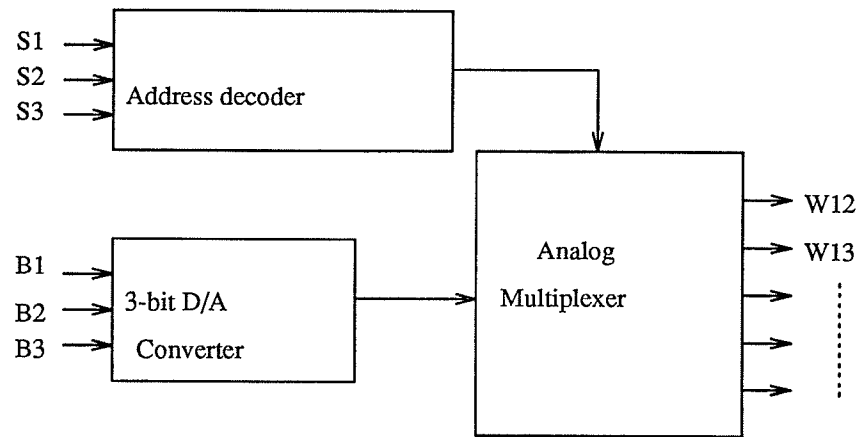 S1
S2
S3
Address decoder
B1
B2
B3
3-bit D/A
Converter
Analog
Multiplexer
W12
W13